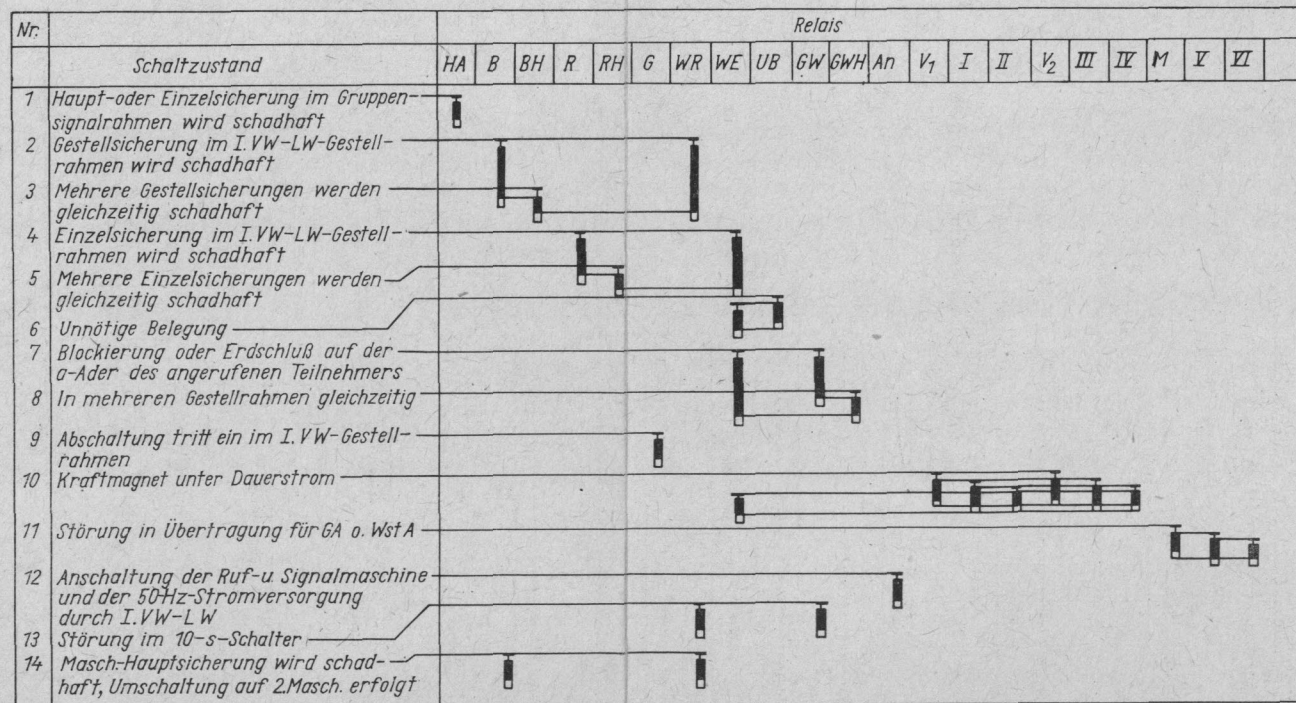 Nr.
Relais
Schaltzustand
HA B BH R RH G WR WE UB GW GWH An V1 I II V2 III IV M V VI
1 Haupt- oder Einzelsicherung im Gruppen-
signalrahmen wird schadhaft
2 Gestellsicherung im I. VW-LW-Gestell-
rahmen wird schadhaft
3 Mehrere Gestellsicherungen werden
gleichzeitig schadhaft
4 Einzelsicherung im I. VW-LW-Gestell-
rahmen wird schadhaft
5 Mehrere Einzelsicherungen werden
gleichzeitig schadhaft
6 Unnötige Belegung
7 Blockierung oder Erdschluß auf der
a-Ader des angerufenen Teilnehmers
8 In mehreren Gestellrahmen gleichzeitig
9 Abschaltung tritt ein im I. VW-Gestell-
rahmen
10 Kraftmagnet unter Dauerstrom
11 Störung in Übertragung für GA o. Wst A
12 Anschaltung der Ruf- u. Signalmaschine
und der 50-Hz-Stromversorgung
durch I. VW-LW
13 Störung im 10-s-Schalter
14 Masch.-Hauptsicherung wird schad-
haft, Umschaltung auf 2. Masch. erfolgt